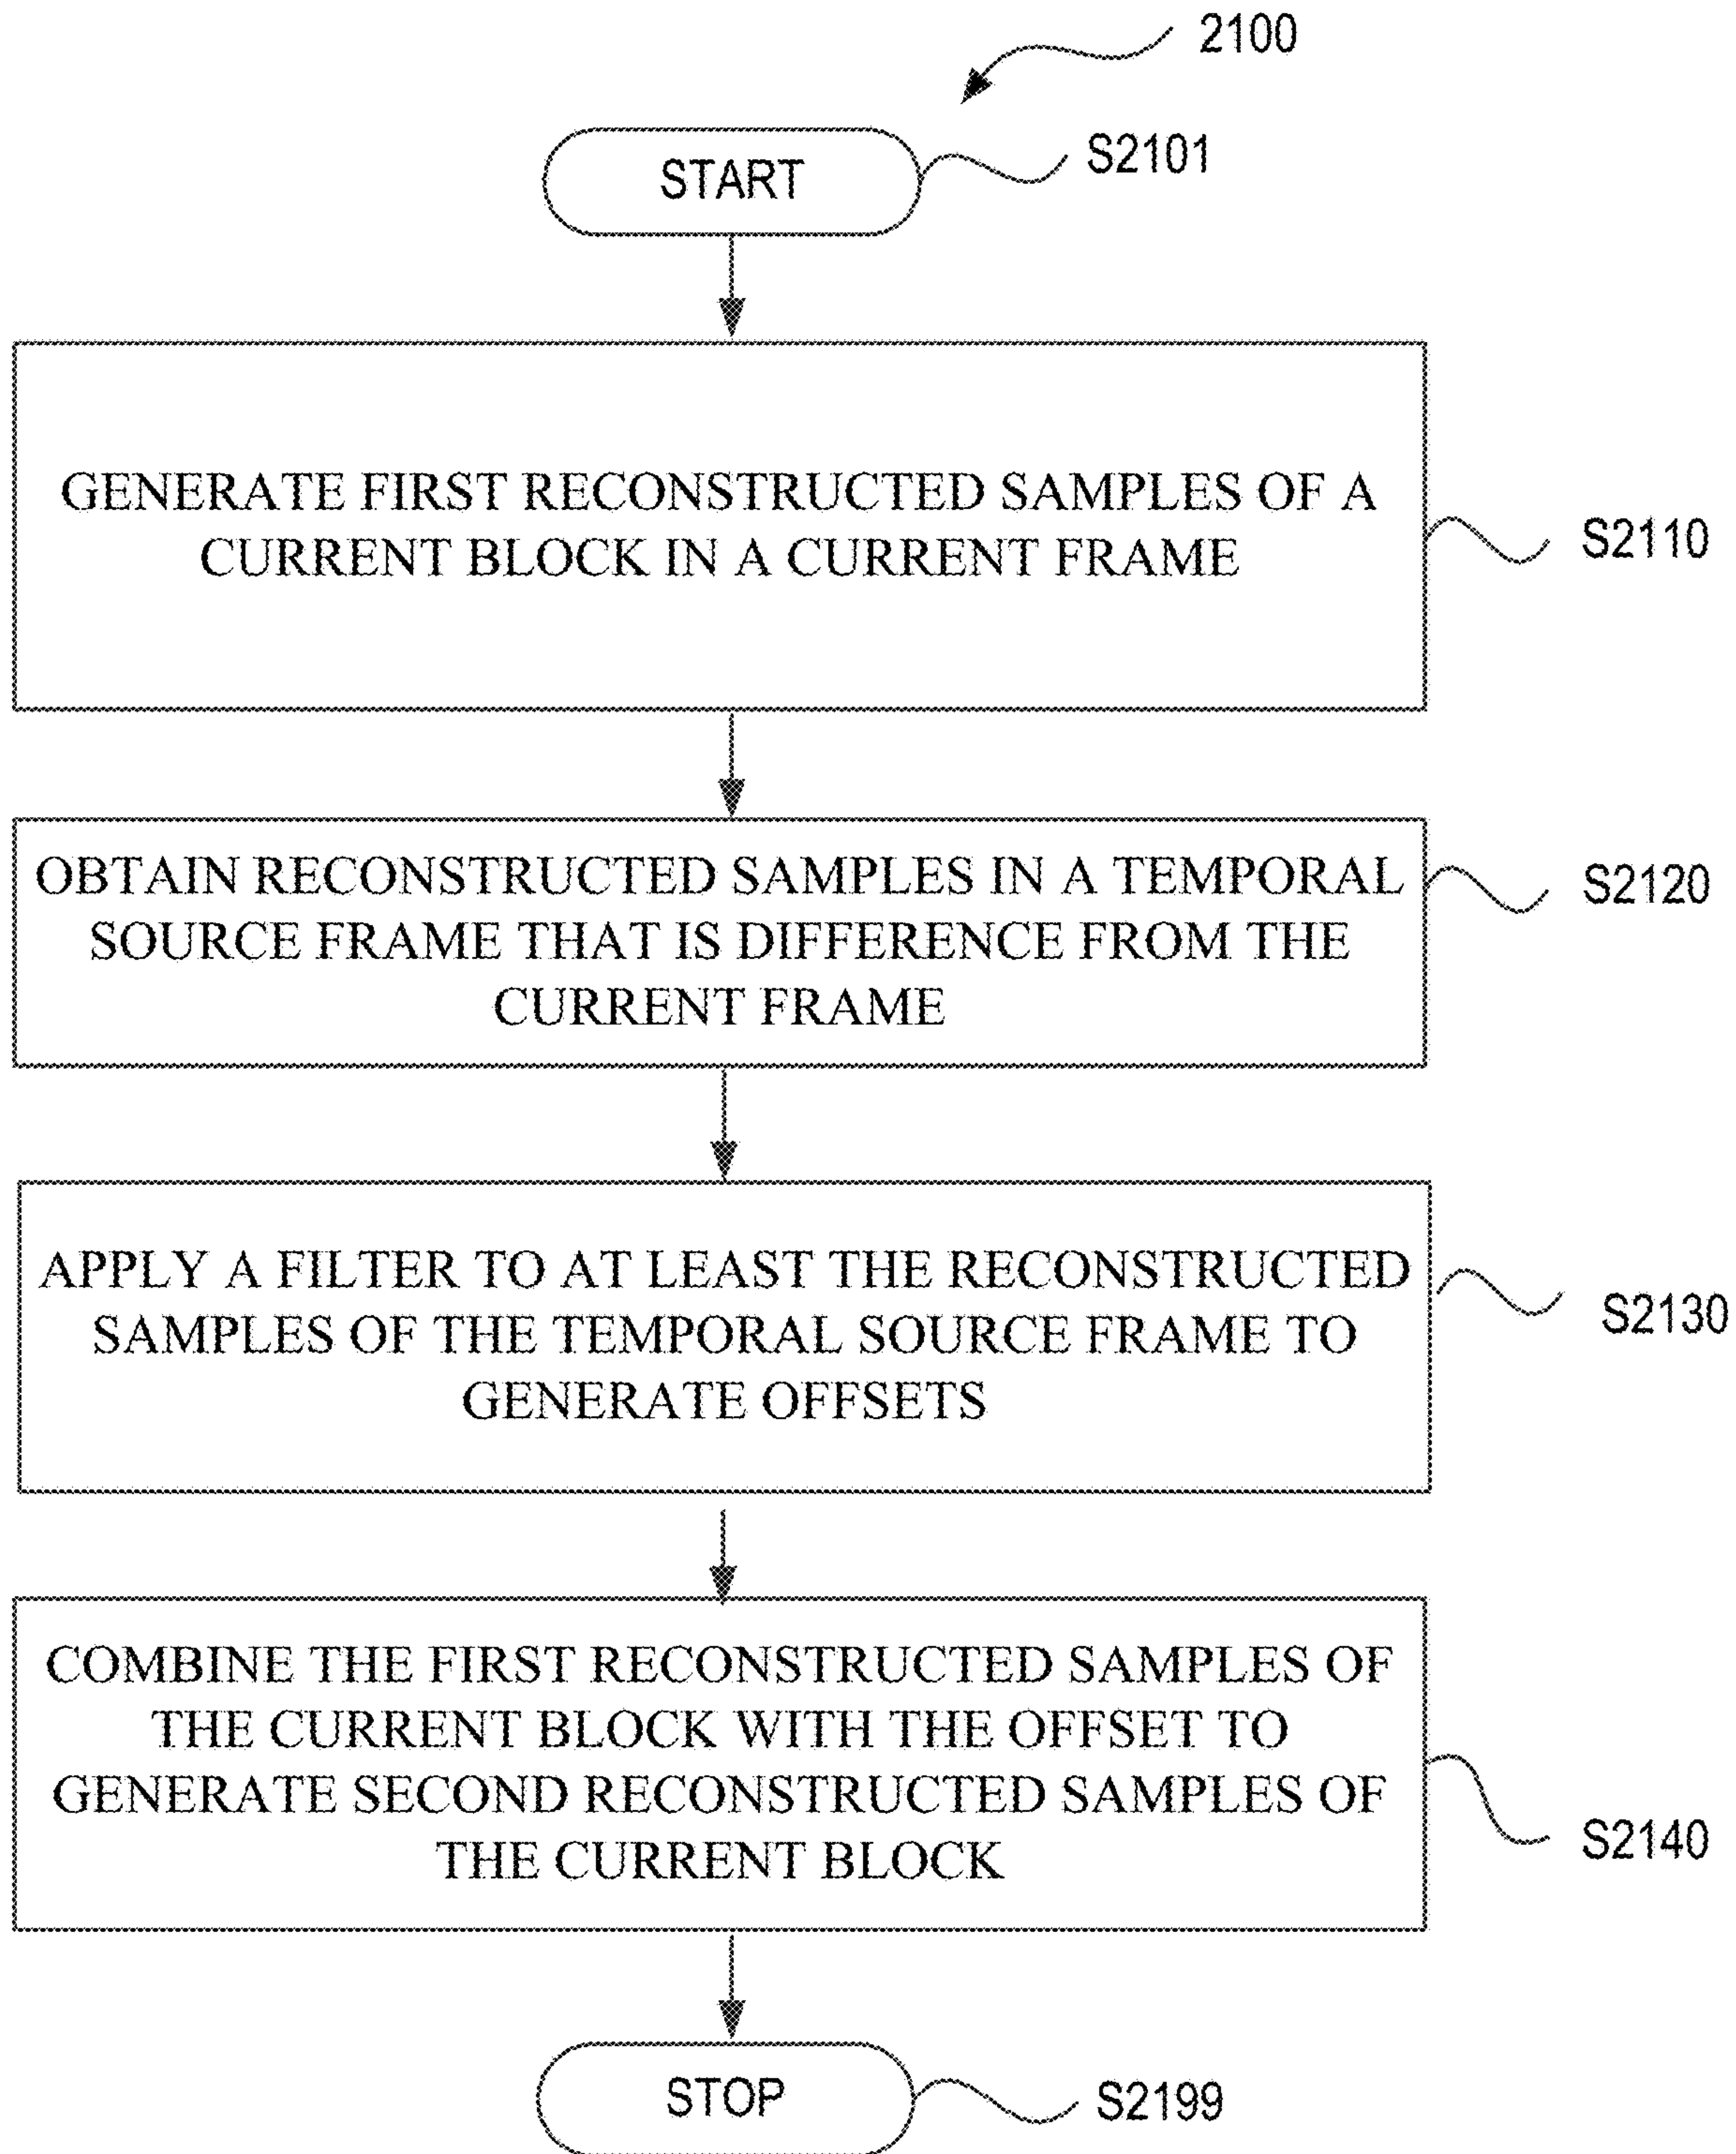 2100
START
S2101
GENERATE FIRST RECONSTRUCTED SAMPLES OF A
CURRENT BLOCK IN A CURRENT FRAME
S2110
OBTAIN RECONSTRUCTED SAMPLES IN A TEMPORAL
SOURCE FRAME THAT IS DIFFERENCE FROM THE
CURRENT FRAME
S2120
APPLY A FILTER TO AT LEAST THE RECONSTRUCTED
SAMPLES OF THE TEMPORAL SOURCE FRAME TO
GENERATE OFFSETS
S2130
COMBINE THE FIRST RECONSTRUCTED SAMPLES OF
THE CURRENT BLOCK WITH THE OFFSET TO
GENERATE SECOND RECONSTRUCTED SAMPLES OF
THE CURRENT BLOCK
S2140
STOP
S2199